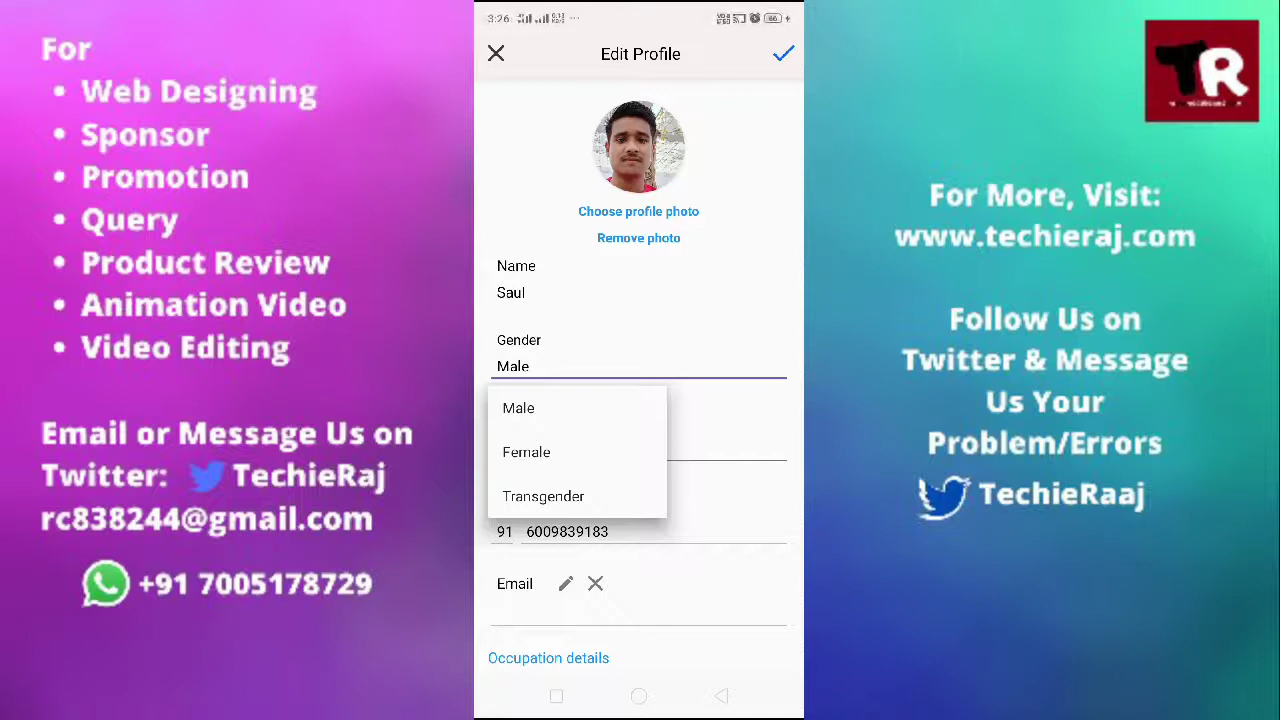 For
• Web Designing
• Sponsor
• Promotion
• Query
• Product Review
• Animation Video
• Video Editing
Email or Message Us on
Twitter: TechieRaj
rc838244@gmail.com
+91 7005178729
3:26
66
Edit Profile
Choose profile photo
Remove photo
Name
Saul
Gender
Male
Male
Female
Transgender
91 6009839183
Email
Occupation details
TR
For More, Visit:
www.techieraj.com
Follow Us on
Twitter & Message
Us Your
Problem/Errors
TechieRaaj